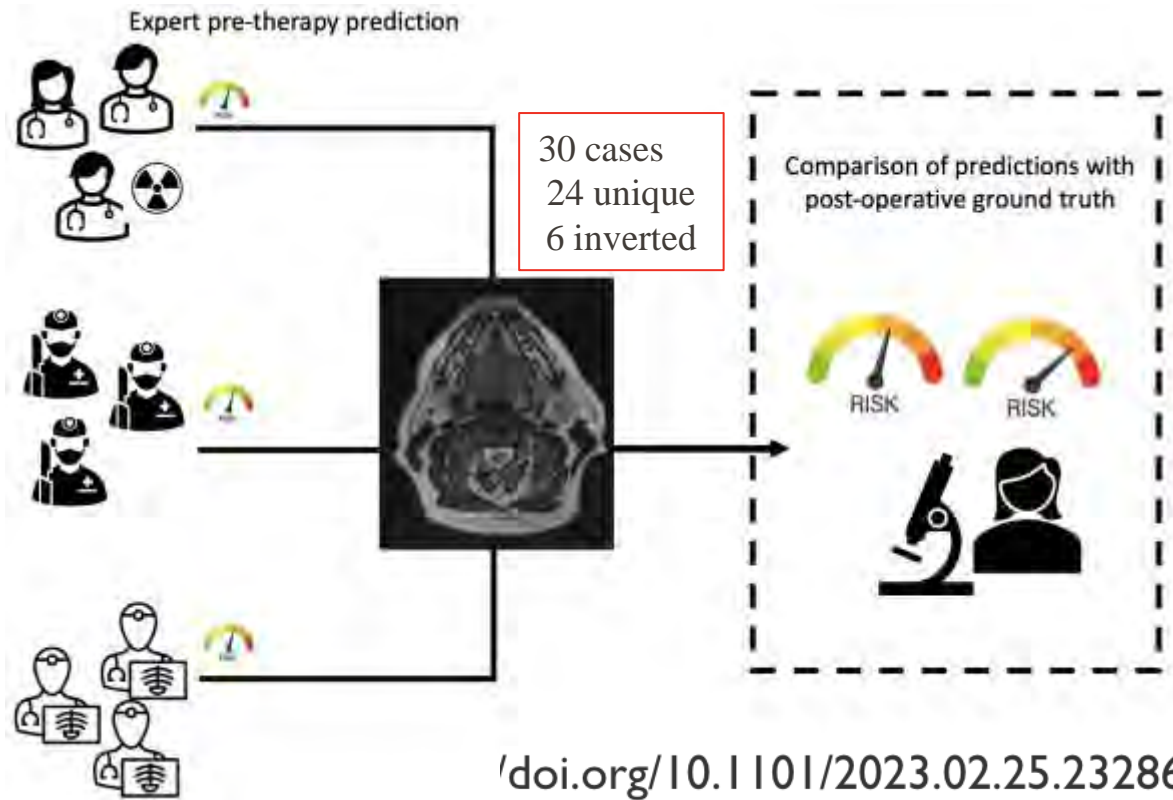 Expert pre-therapy prediction
30 cases
24 unique
6 inverted
Comparison of predictions with
post-operative ground truth
RISK
RISK
/doi.org/10.1101/2023.02.25.23286